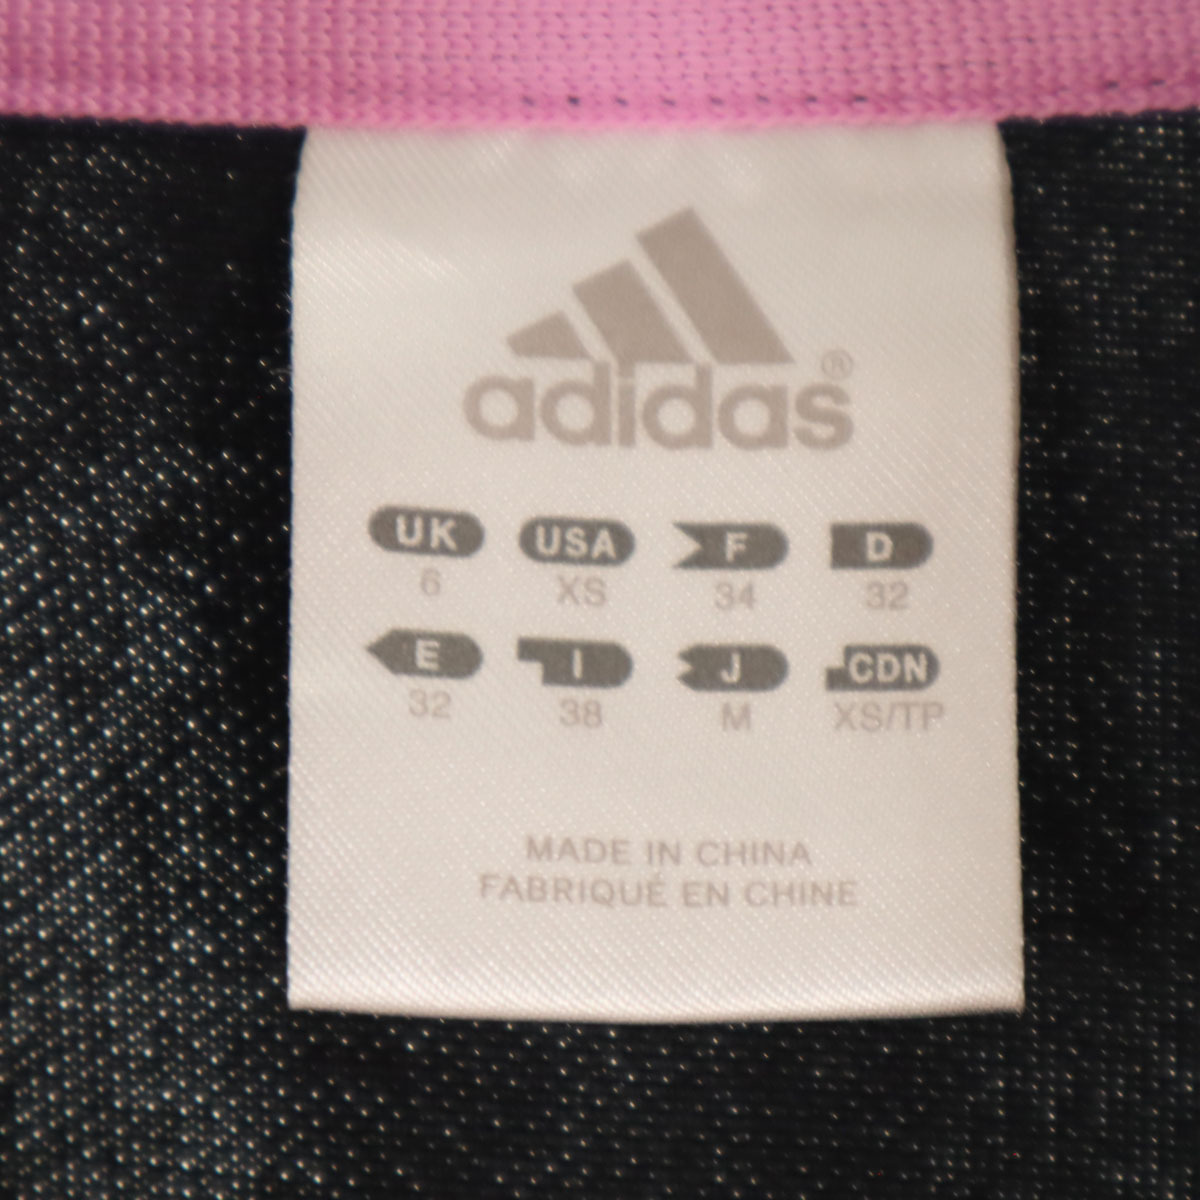 adidas®
UK USA F D
6 XS 34 32
E I J CDN
32 38 M XS/TP
MADE IN CHINA
FABRIQUÉ EN CHINE